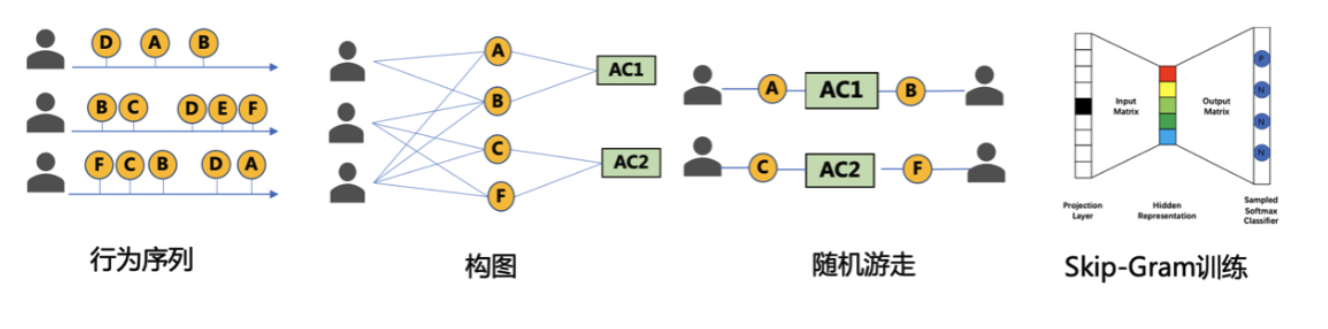 D A B
B C D E F
F C B D A
行为序列
A
B
C
F
AC1
AC2
构图
A AC1 B
C AC2 F
随机游走
Input
Matrix
Output
Matrix
P
N
N
N
Projection
Layer
Hidden
Representation
Sampled
Softmax
Classifier
Skip-Gram训练